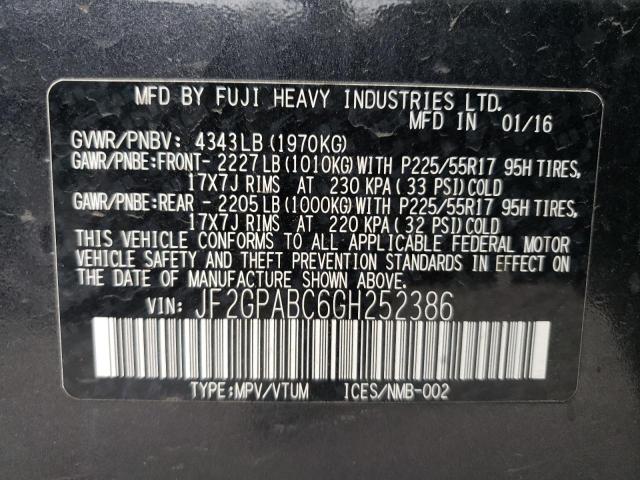 MFD BY FUJI HEAVY INDUSTRIES LTD.
MFD IN 01/16
GVWR/PNBV: 4343LB(1970KG)
GAWR/PNBE:FRONT- 2227LB(1010KG)WITH P225/55R17 95H TIRES,
17X7J RIMS AT 230 KPA( 33 PSI)COLD
GAWR/PNBE:REAR - 2205LB(1000KG)WITH P225/55R17 95H TIRES,
17X7J RIMS AT 220 KPA( 32 PSI)COLD
THIS VEHICLE CONFORMS TO ALL APPLICABLE FEDERAL MOTOR
VEHICLE SAFETY AND THEFT PREVENTION STANDARDS IN EFFECT ON
THE DATE OF MANUFACTURE SHOWN ABOVE.
VIN: JF2GPABC6GH252386
TYPE:MPV/VTUM ICES/NMB-002